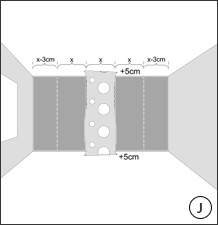 x-3cm x x x x-3cm
+5cm
+5cm
J